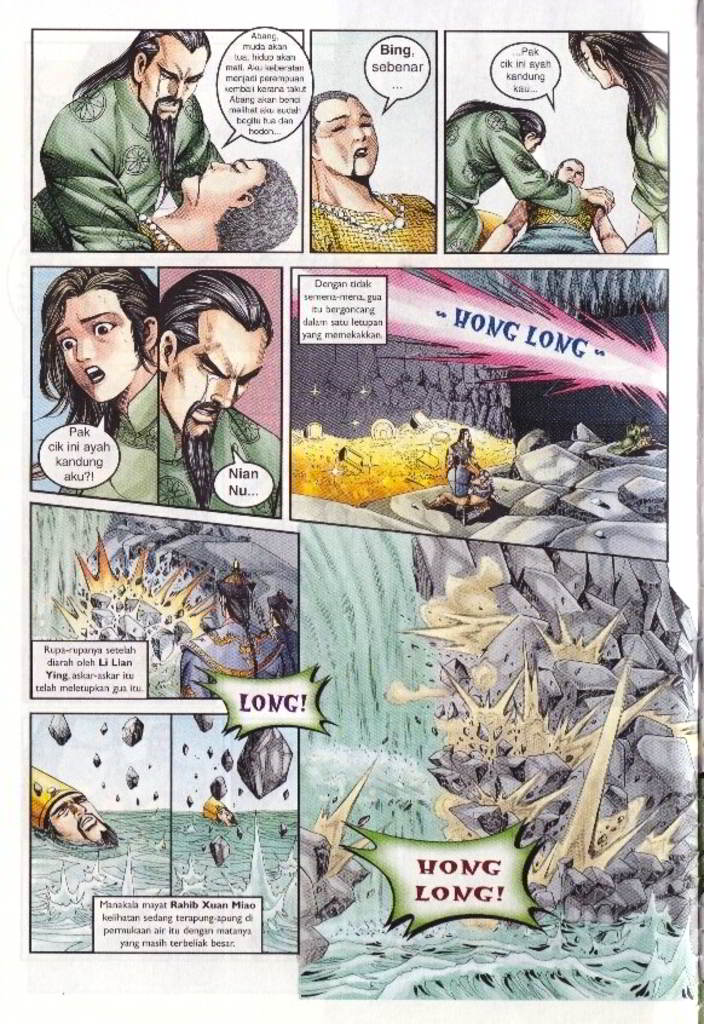 Abang,
muda akan
tua, hidup akan
mati. Aku keberatan
menjadi perempuan
kembali kerana takut
Abang akan benci
melihat aku sudah
begitu tua dan
hodoh...
Bing,
sebenar
...
...Pak
cik ini ayah
kandung
kau...
Pak
cik ini ayah
kandung
aku?!
Nian
Nu...
Dengan tidak
semena-mena, gua
itu bergoncang
dalam satu letupan
yang memekakkan.
"HONG LONG"
Rupa-rupanya setelah
diarah oleh Li Lian
Ying, askar-askar itu
telah meletupkan gua itu.
LONG!
Manakala mayat Rahib Xuan Miao
kelihatan sedang terapung-apung di
permukaan air itu dengan matanya
yang masih terbeliak besar.
HONG
LONG!